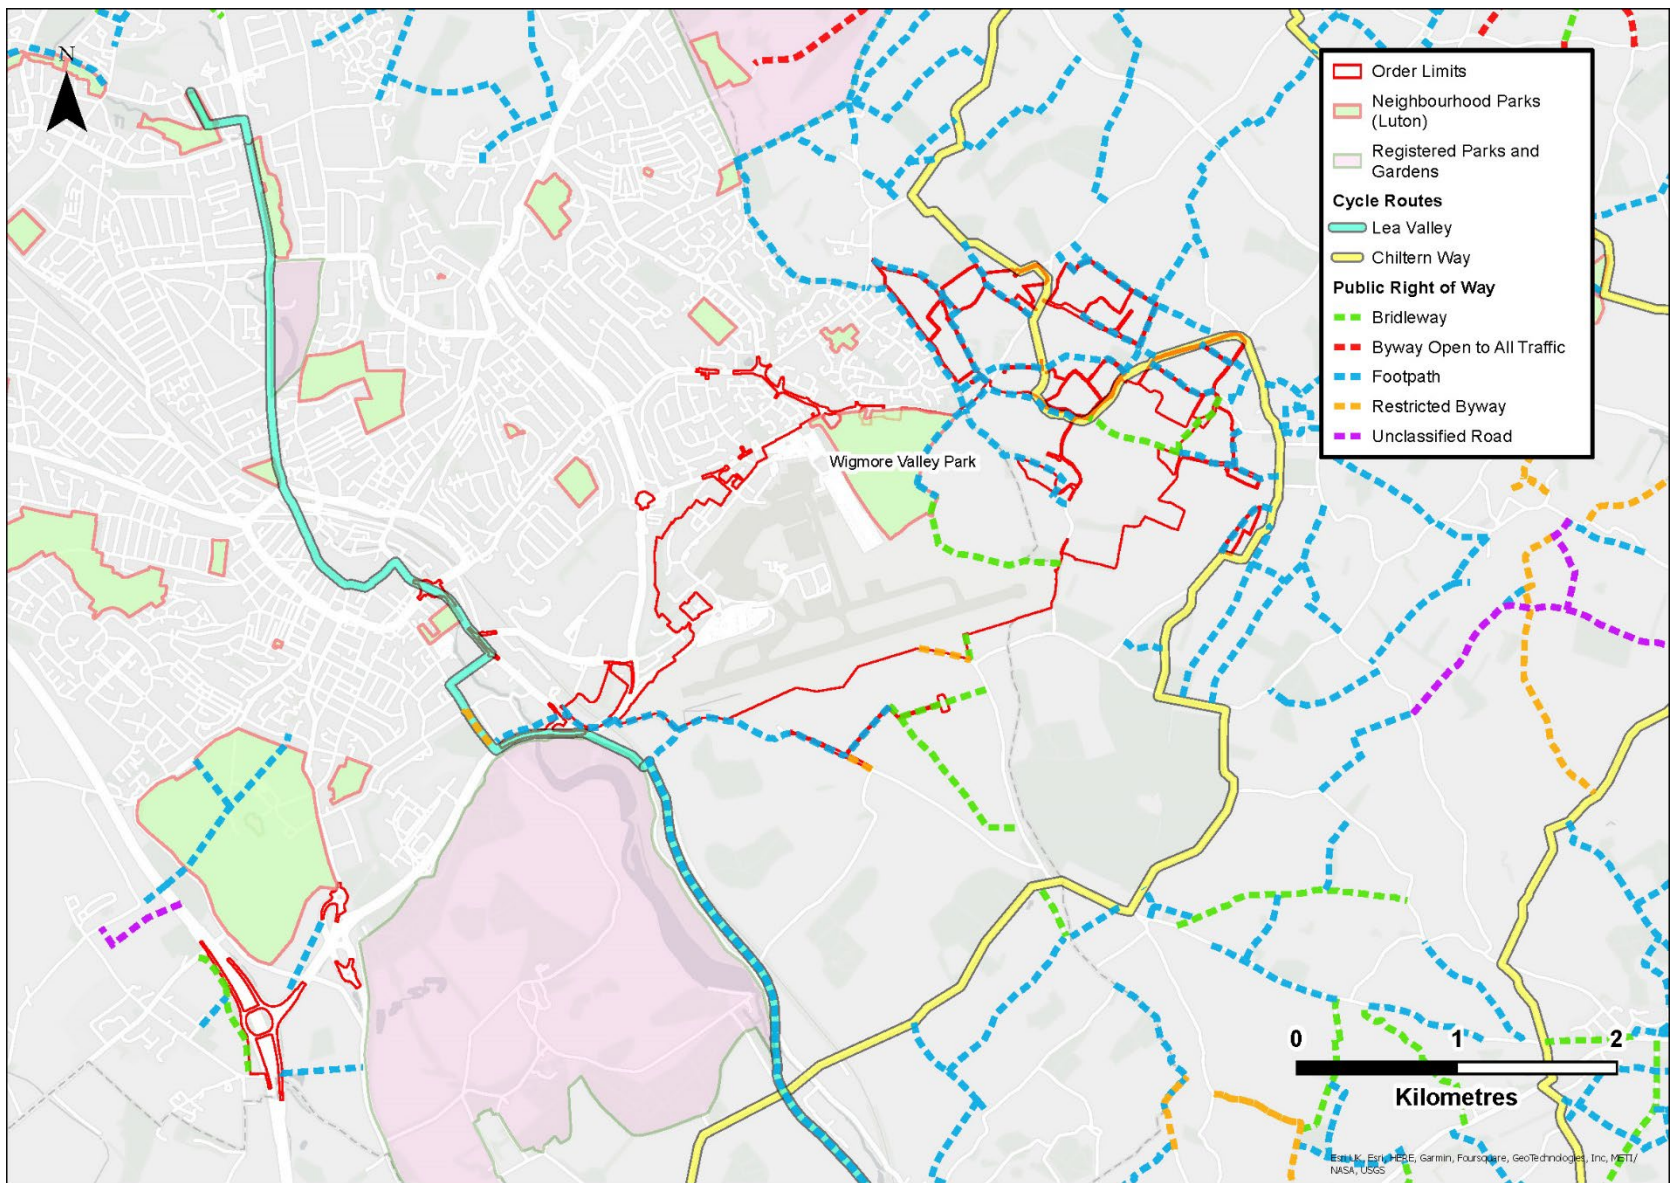 N
Order Limits
Neighbourhood Parks
(Luton)
Registered Parks and
Gardens
Cycle Routes
Lea Valley
Chiltern Way
Public Right of Way
Bridleway
Byway Open to All Traffic
Footpath
Restricted Byway
Unclassified Road
Wigmore Valley Park
0 1 2
Kilometres
Esri UK, Esri, HERE, Garmin, Foursquare, GeoTechnologies, Inc, METI/
NASA, USGS